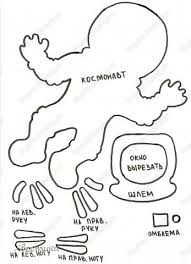 КОСМОНАВТ
ОКНО
ВЫРЕЗАТЬ
ШЛЕМ
НА ЛЕВ.
РУКУ
НА ПРАВ.
РУКУ
ЭМБЛЕМА
НА ЛЕВ. НОГУ
НА ПРАВ. НОГУ